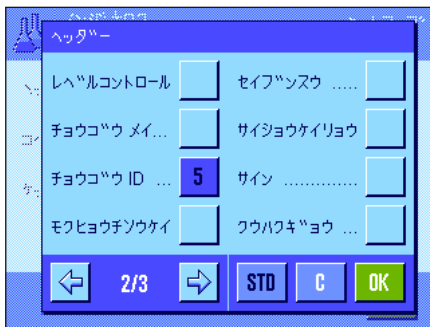 ヘッダー
レベルコントロール
セイブンスウ .....
チョウゴウ メイ...
サイショウケイリョウ
チョウゴウ ID ...
5
サイン ..............
モクヒョウチソウケイ
クウハクギョウ ...
2/3
STD
C
OK